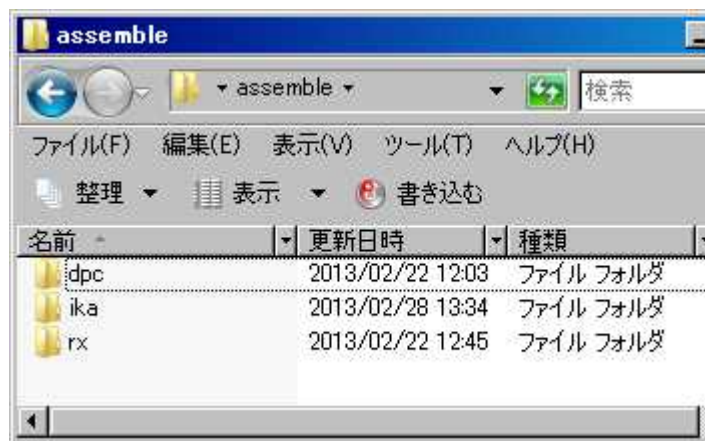 assemble
assemble 検索
ファイル(F) 編集(E) 表示(V) ツール(T) ヘルプ(H)
整理 表示 書き込む
名前 更新日時 種類
dpc 2013/02/22 12:03 ファイル フォルダ
ika 2013/02/28 13:34 ファイル フォルダ
rx 2013/02/22 12:45 ファイル フォルダ